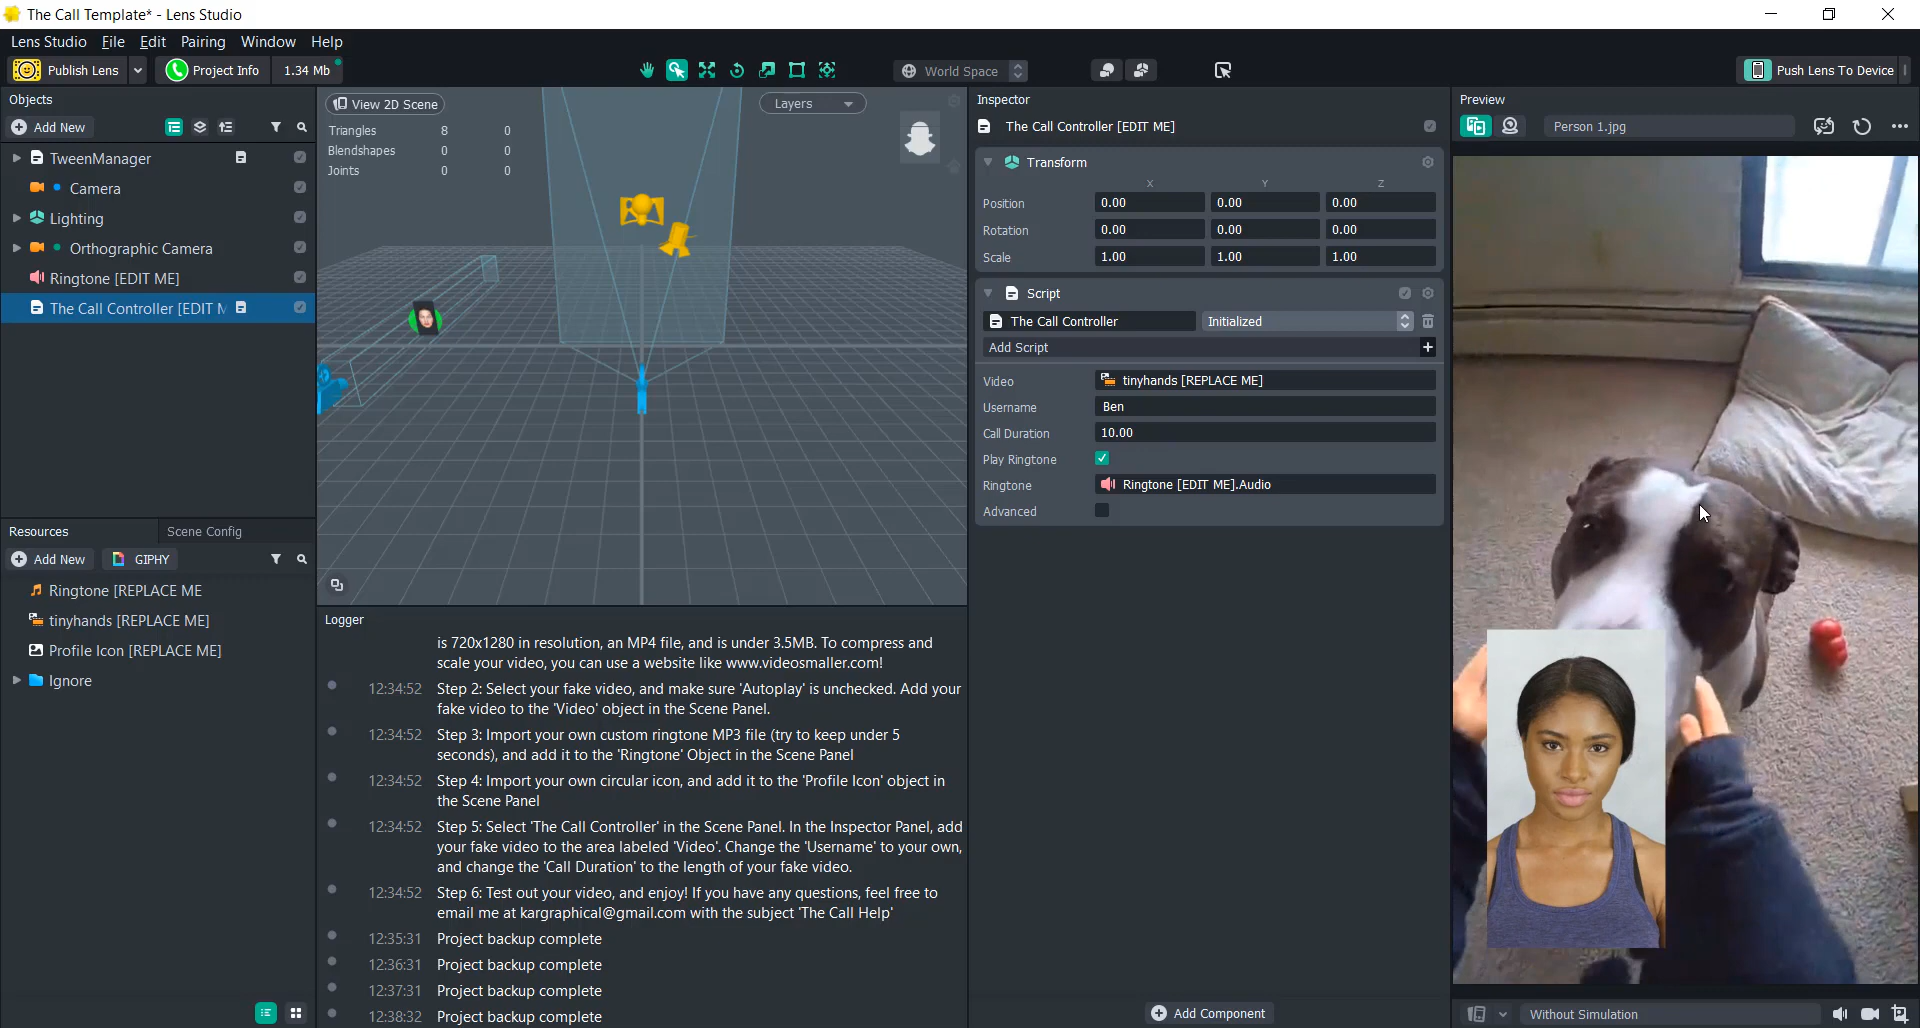 The Call Template* - Lens Studio
Lens Studio File Edit Pairing Window Help
Publish Lens Project Info 1.34 Mb World Space Push Lens To Device
Objects
Add New
TweenManager
Camera
Lighting
Orthographic Camera
Ringtone [EDIT ME]
The Call Controller [EDIT M
Resources Scene Config
Add New GIPHY
Ringtone [REPLACE ME
tinyhands [REPLACE ME]
Profile Icon [REPLACE ME]
Ignore
View 2D Scene Layers
Triangles 8 0
Blendshapes 0 0
Joints 0 0
Logger
is 720x1280 in resolution, an MP4 file, and is under 3.5MB. To compress and
scale your video, you can use a website like www.videosmaller.com!
12:34:52 Step 2: Select your fake video, and make sure 'Autoplay' is unchecked. Add your
fake video to the 'Video' object in the Scene Panel.
12:34:52 Step 3: Import your own custom ringtone MP3 file (try to keep under 5
seconds), and add it to the 'Ringtone' Object in the Scene Panel
12:34:52 Step 4: Import your own circular icon, and add it to the 'Profile Icon' object in
the Scene Panel
12:34:52 Step 5: Select 'The Call Controller' in the Scene Panel. In the Inspector Panel, add
your fake video to the area labeled 'Video'. Change the 'Username' to your own,
and change the 'Call Duration' to the length of your fake video.
12:34:52 Step 6: Test out your video, and enjoy! If you have any questions, feel free to
email me at kargraphical@gmail.com with the subject 'The Call Help'
12:35:31 Project backup complete
12:36:31 Project backup complete
12:37:31 Project backup complete
12:38:32 Project backup complete
Inspector
The Call Controller [EDIT ME]
Transform
X Y Z
Position 0.00 0.00 0.00
Rotation 0.00 0.00 0.00
Scale 1.00 1.00 1.00
Script
The Call Controller Initialized
Add Script
Video tinyhands [REPLACE ME]
Username Ben
Call Duration 10.00
Play Ringtone
Ringtone Ringtone [EDIT ME].Audio
Advanced
Add Component
Preview
Person 1.jpg
Without Simulation